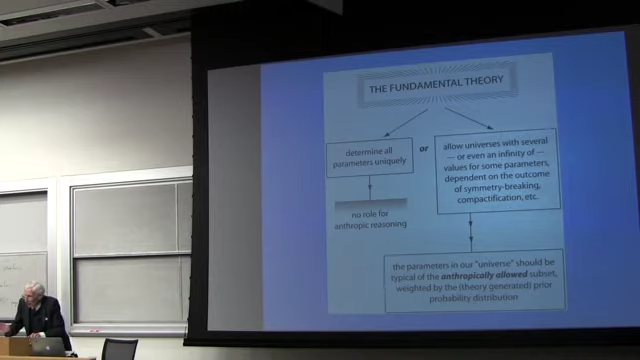 THE FUNDAMENTAL THEORY
determine all
parameters uniquely
or
allow universes with several
— or even an infinity of —
values for some parameters,
dependent on the outcome
of symmetry-breaking,
compactification, etc.
no role for
anthropic reasoning
the parameters in our "universe" should be
typical of the anthropically allowed subset,
weighted by the (theory generated) prior
probability distribution